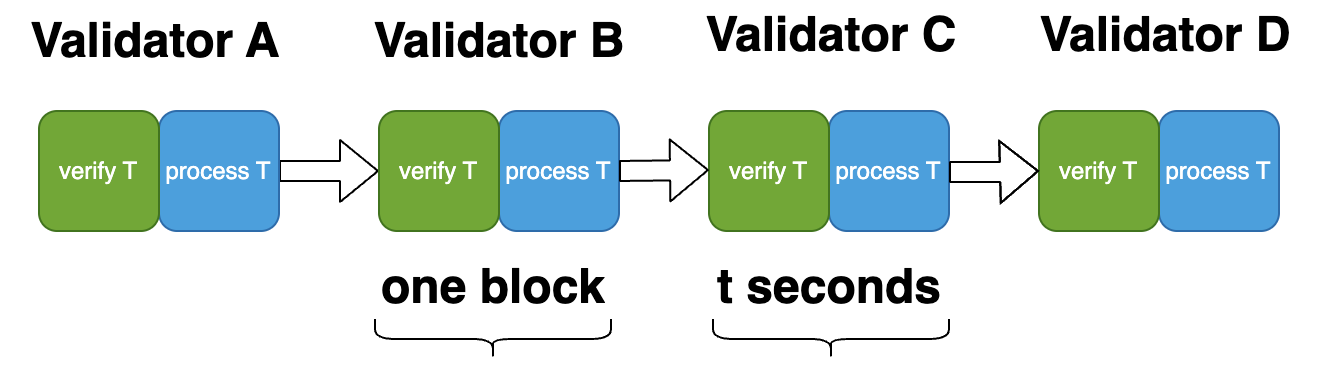 Validator A Validator B Validator C Validator D
verify T process T verify T process T verify T process T verify T process T
one block t seconds